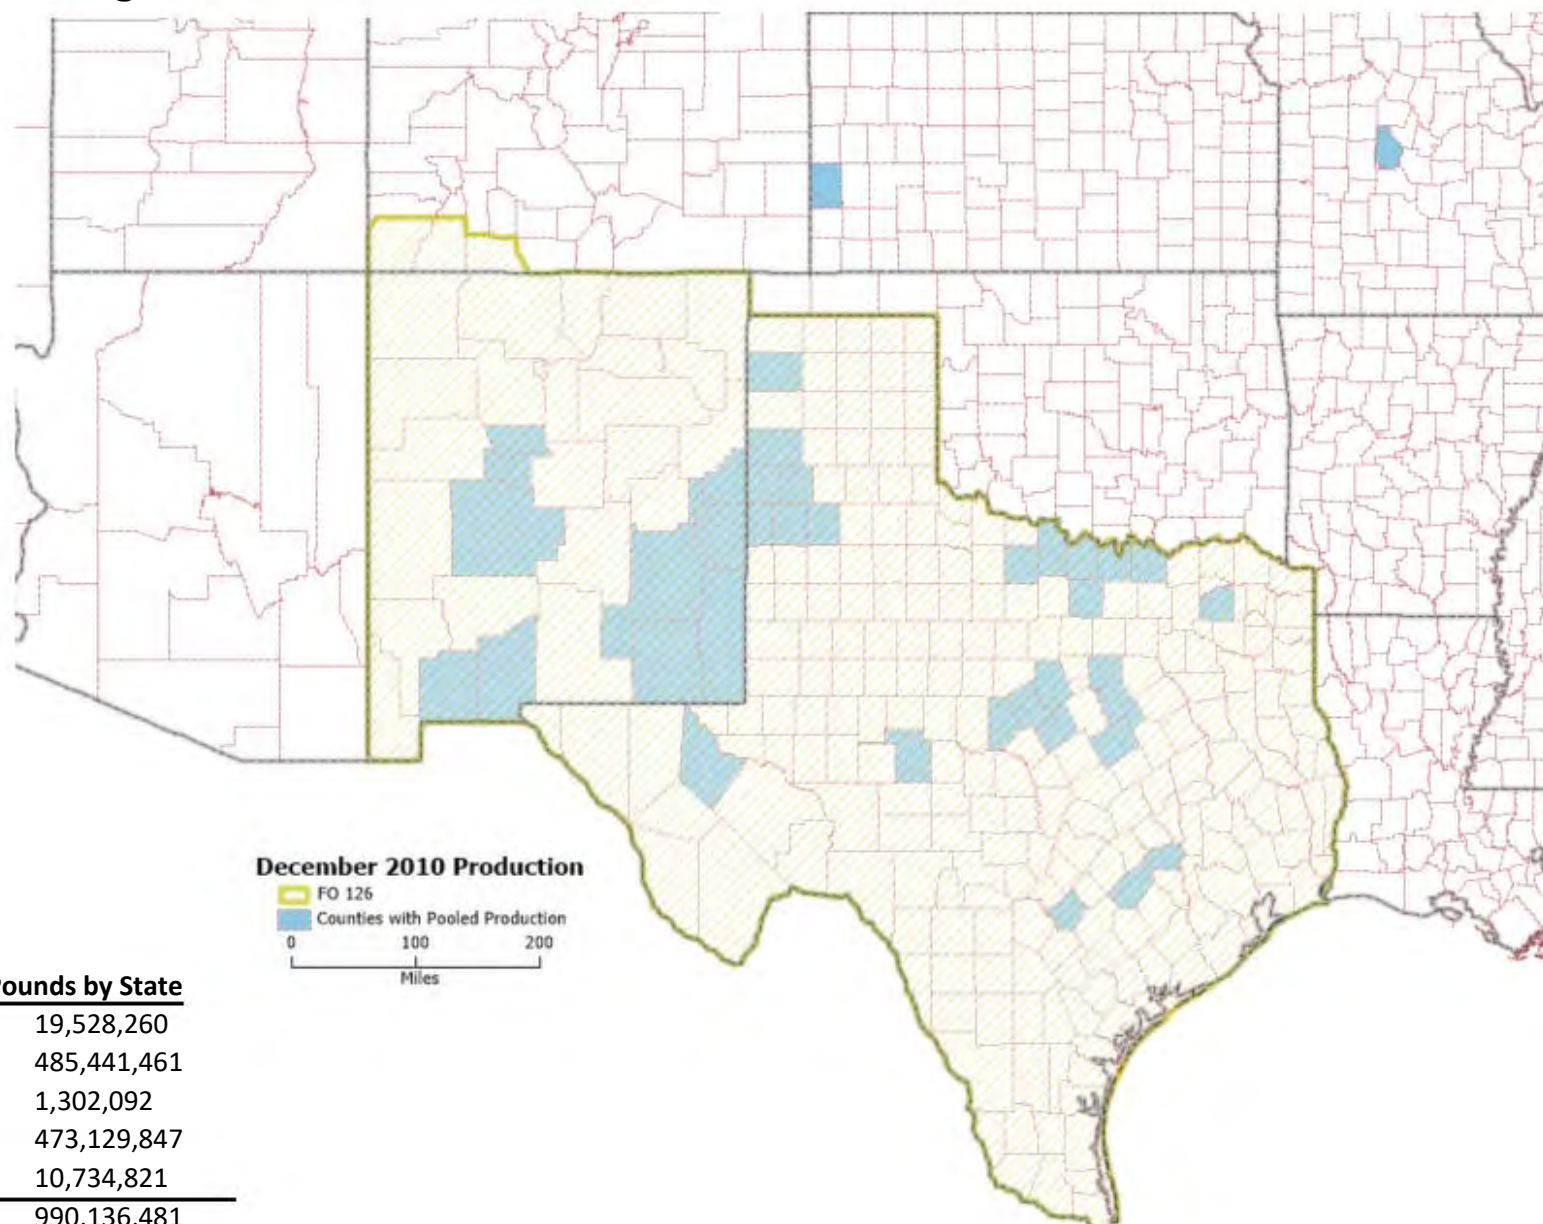 December 2010 Production
FO 126
Counties with Pooled Production
0 100 200
Miles
ounds by State
19,528,260
485,441,461
1,302,092
473,129,847
10,734,821
990,136,481